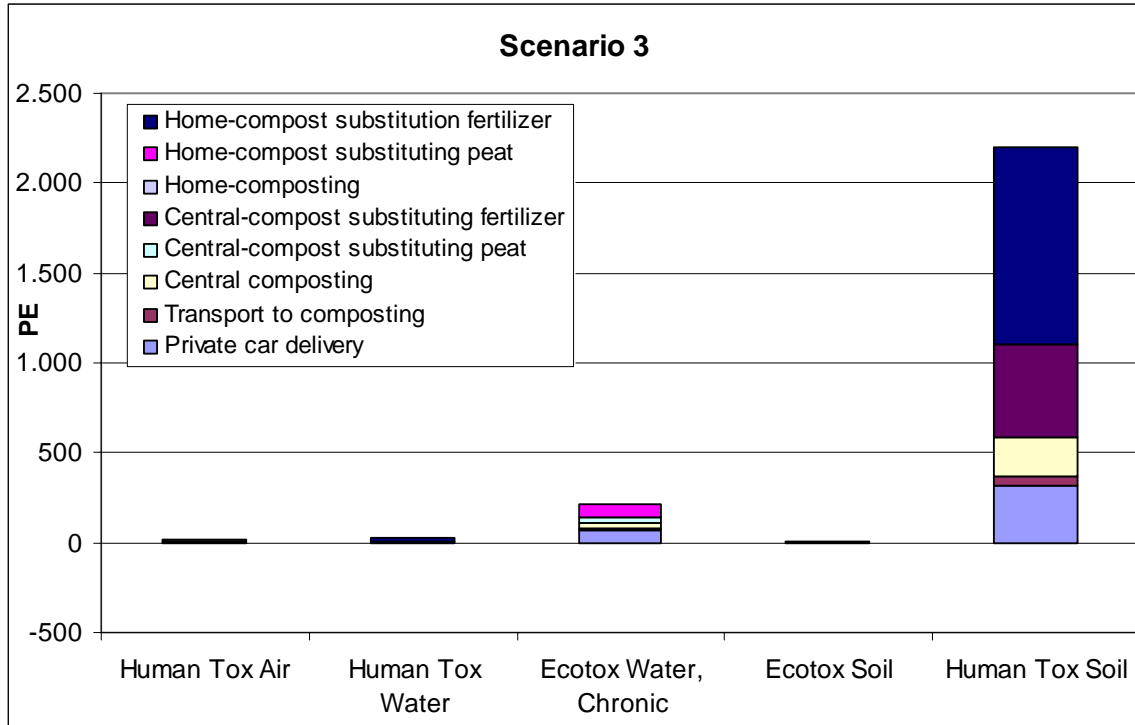 Scenario 3
2.500
2.000
1.500
1.000
500
0
-500
PE
Home-compost substitution fertilizer
Home-compost substituting peat
Home-composting
Central-compost substituting fertilizer
Central-compost substituting peat
Central composting
Transport to composting
Private car delivery
Human Tox Air
Human Tox
Water
Ecotox Water,
Chronic
Ecotox Soil
Human Tox Soil